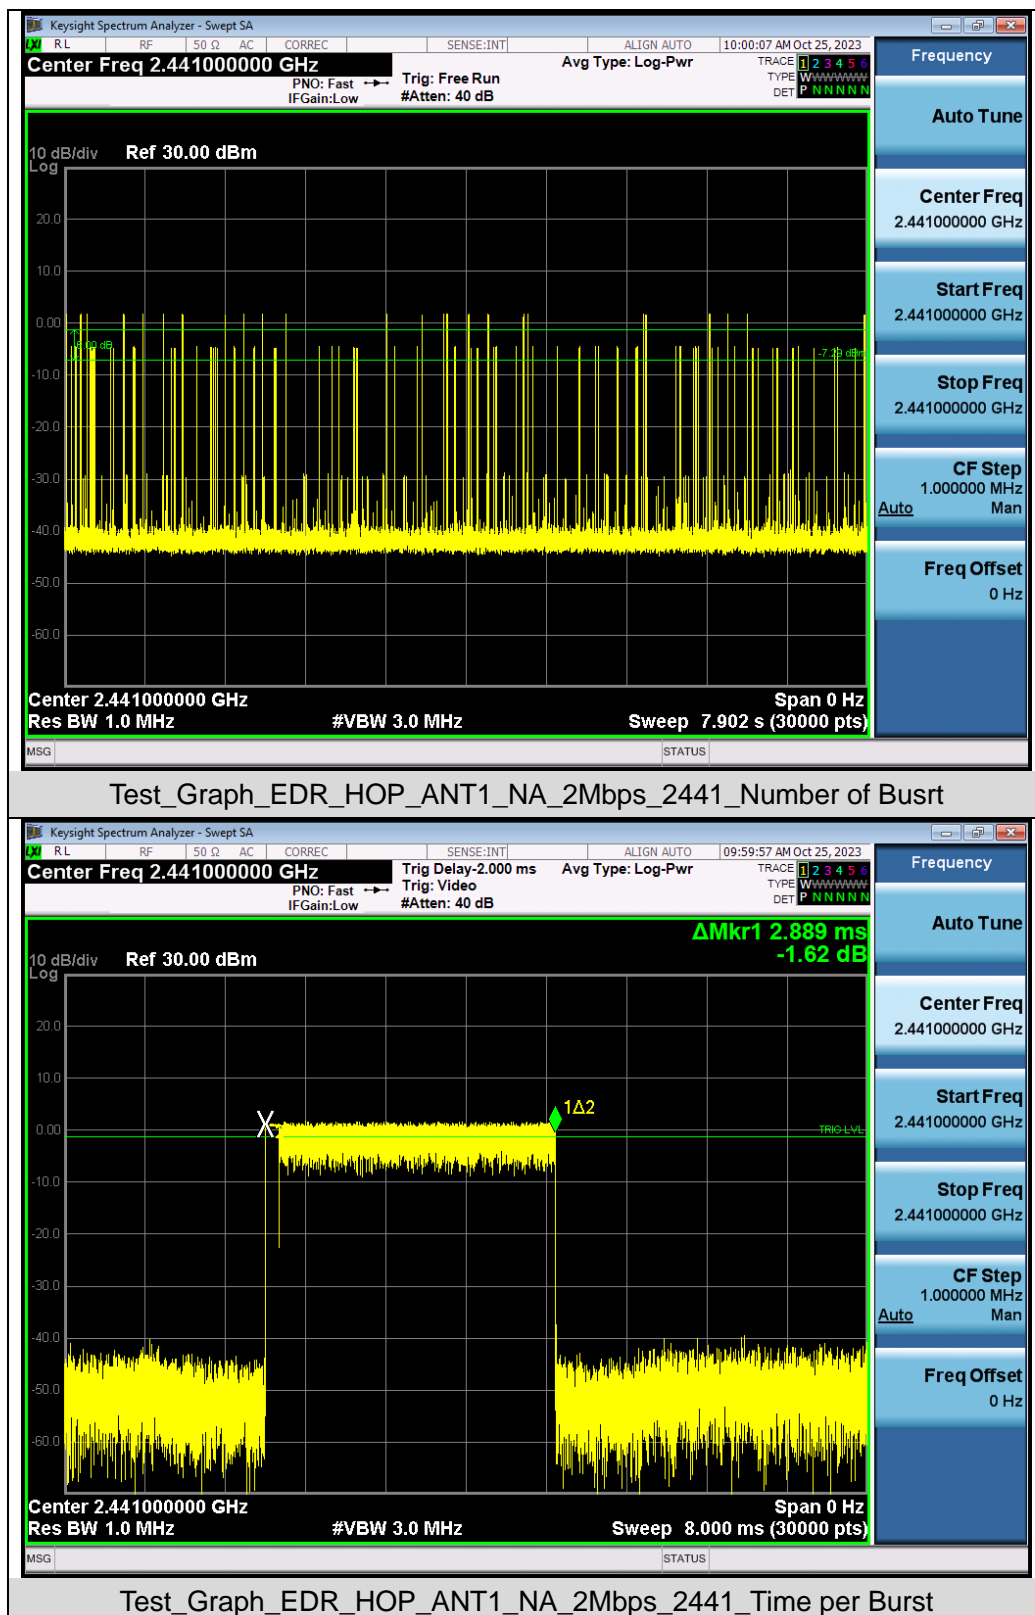 Keysight Spectrum Analyzer - Swept SA
LXI RL RF 50 Ω AC CORREC SENSE:INT ALIGN AUTO 10:00:07 AM Oct 25, 2023
Center Freq 2.441000000 GHz
PNO: Fast
IFGain:Low
Trig: Free Run
#Atten: 40 dB
Avg Type: Log-Pwr
TRACE 1 2 3 4 5 6
TYPE WWWWWW
DET P N N N N N
10 dB/div Ref 30.00 dBm
Log
20.0
10.0
0.00
-10.0
-20.0
-30.0
-40.0
-50.0
-60.0
6.00 dB
-7.29 dBm
Center 2.441000000 GHz Span 0 Hz
Res BW 1.0 MHz #VBW 3.0 MHz Sweep 7.902 s (30000 pts)
MSG STATUS
Frequency
Auto Tune
Center Freq
2.441000000 GHz
Start Freq
2.441000000 GHz
Stop Freq
2.441000000 GHz
CF Step
1.000000 MHz
Auto Man
Freq Offset
0 Hz
Test_Graph_EDR_HOP_ANT1_NA_2Mbps_2441_Number of Busrt
Keysight Spectrum Analyzer - Swept SA
LXI RL RF 50 Ω AC CORREC SENSE:INT ALIGN AUTO 09:59:57 AM Oct 25, 2023
Center Freq 2.441000000 GHz
PNO: Fast
IFGain:Low
Trig Delay-2.000 ms
Trig: Video
#Atten: 40 dB
Avg Type: Log-Pwr
TRACE 1 2 3 4 5 6
TYPE WWWWWW
DET P N N N N N
ΔMkr1 2.889 ms
-1.62 dB
10 dB/div Ref 30.00 dBm
Log
20.0
10.0
0.00
-10.0
-20.0
-30.0
-40.0
-50.0
-60.0
1Δ2
TRIG LVL
Center 2.441000000 GHz Span 0 Hz
Res BW 1.0 MHz #VBW 3.0 MHz Sweep 8.000 ms (30000 pts)
MSG STATUS
Frequency
Auto Tune
Center Freq
2.441000000 GHz
Start Freq
2.441000000 GHz
Stop Freq
2.441000000 GHz
CF Step
1.000000 MHz
Auto Man
Freq Offset
0 Hz
Test_Graph_EDR_HOP_ANT1_NA_2Mbps_2441_Time per Burst